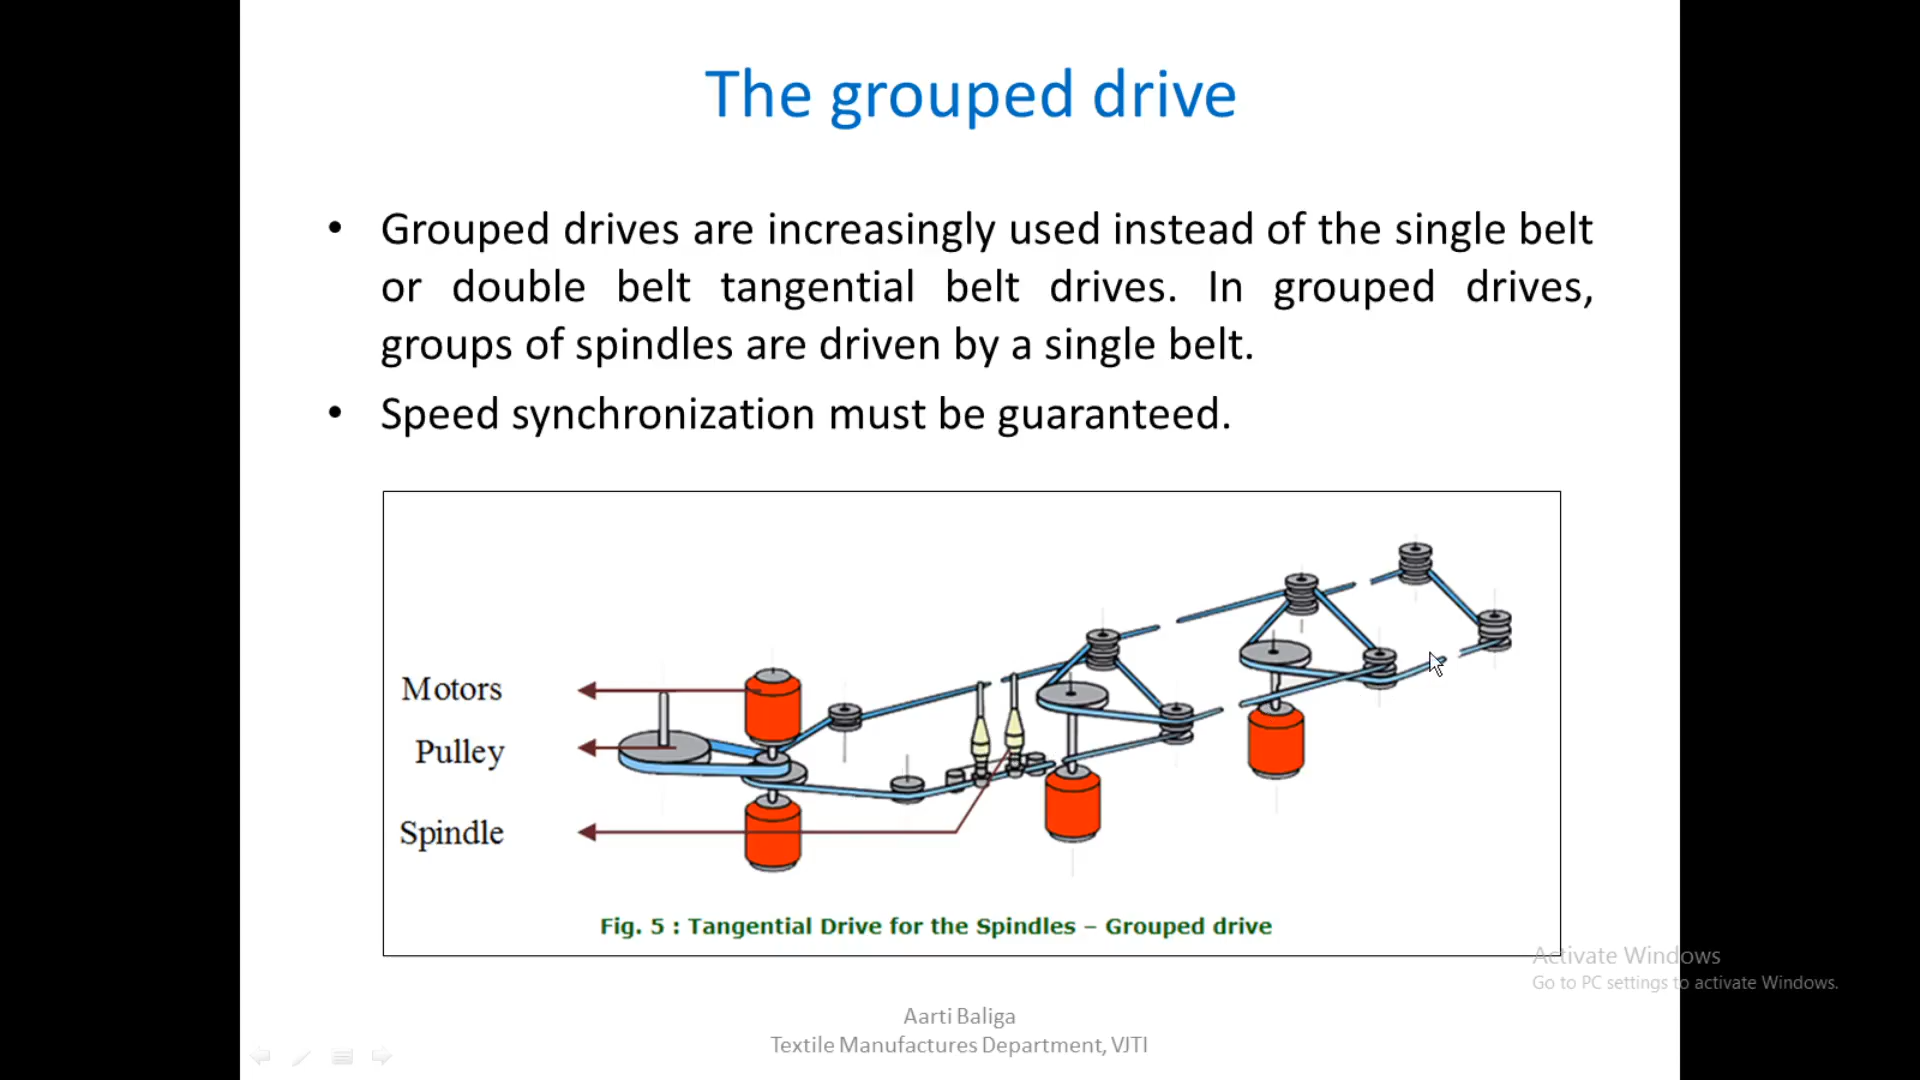 The grouped drive
• Grouped drives are increasingly used instead of the single belt
or double belt tangential belt drives. In grouped drives,
groups of spindles are driven by a single belt.
• Speed synchronization must be guaranteed.
Motors
Pulley
Spindle
Fig. 5 : Tangential Drive for the Spindles – Grouped drive
Activate Windows
Go to PC settings to activate Windows.
Aarti Baliga
Textile Manufactures Department, VJTI